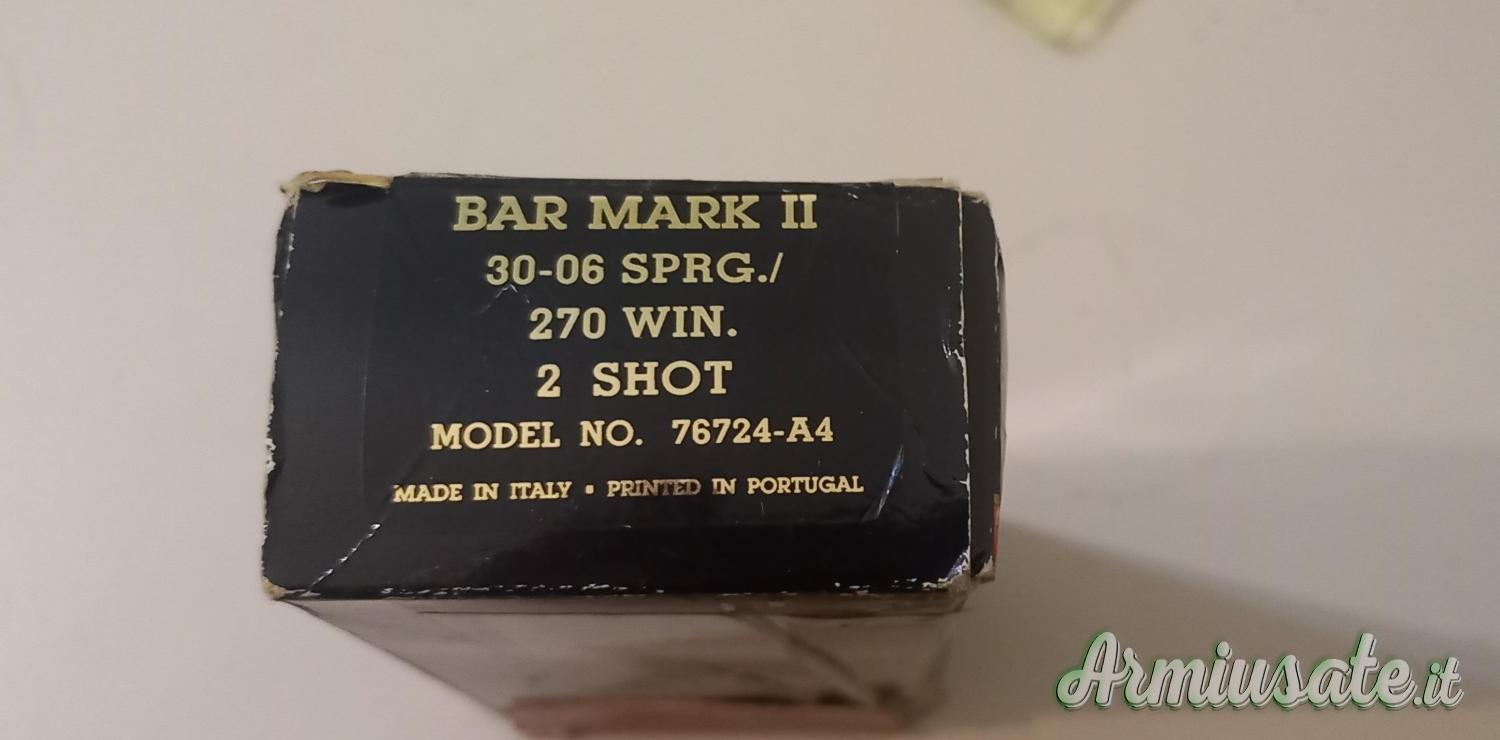 BAR MARK II
30-06 SPRG./
270 WIN.
2 SHOT
MODEL NO. 76724-A4
MADE IN ITALY ▪ PRINTED IN PORTUGAL
Armiusate.it